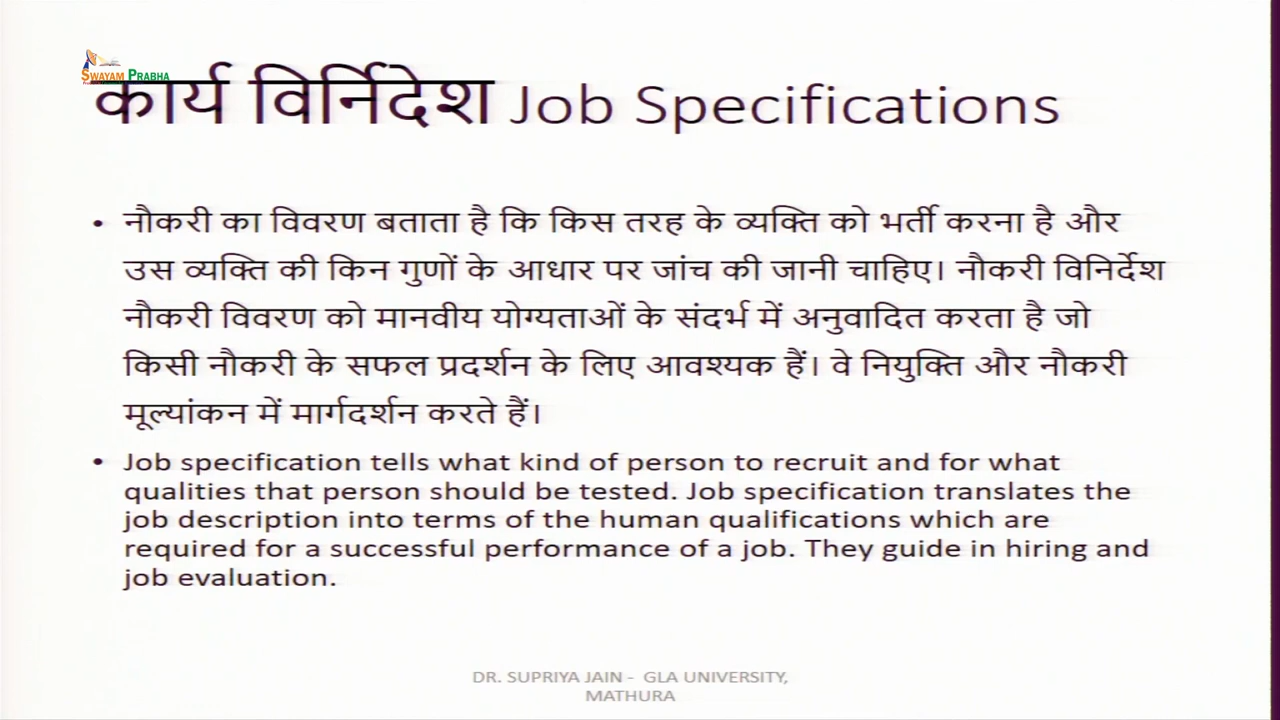 SWAYAM PRABHA
कार्य विर्निदेश Job Specifications
• नौकरी का विवरण बताता है कि किस तरह के व्यक्ति को भर्ती करना है और
उस व्यक्ति की किन गुणों के आधार पर जांच की जानी चाहिए। नौकरी विनिर्देश
नौकरी विवरण को मानवीय योग्यताओं के संदर्भ में अनुवादित करता है जो
किसी नौकरी के सफल प्रदर्शन के लिए आवश्यक हैं। वे नियुक्ति और नौकरी
मूल्यांकन में मार्गदर्शन करते हैं।
• Job specification tells what kind of person to recruit and for what
qualities that person should be tested. Job specification translates the
job description into terms of the human qualifications which are
required for a successful performance of a job. They guide in hiring and
job evaluation.
DR. SUPRIYA JAIN - GLA UNIVERSITY,
MATHURA